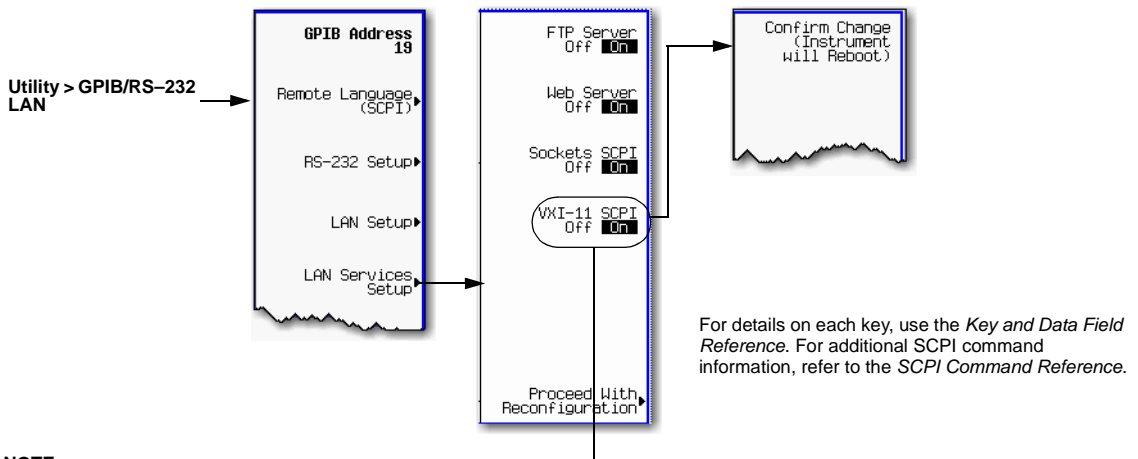 Utility > GPIB/RS–232
LAN
GPIB Address
19
Remote Language
(SCPI)
RS-232 Setup
LAN Setup
LAN Services
Setup
FTP Server
Off On
Web Server
Off On
Sockets SCPI
Off On
VXI-11 SCPI
Off On
Proceed With
Reconfiguration
Confirm Change
(Instrument
will Reboot)
For details on each key, use the Key and Data Field
Reference. For additional SCPI command
information, refer to the SCPI Command Reference.
NOTE